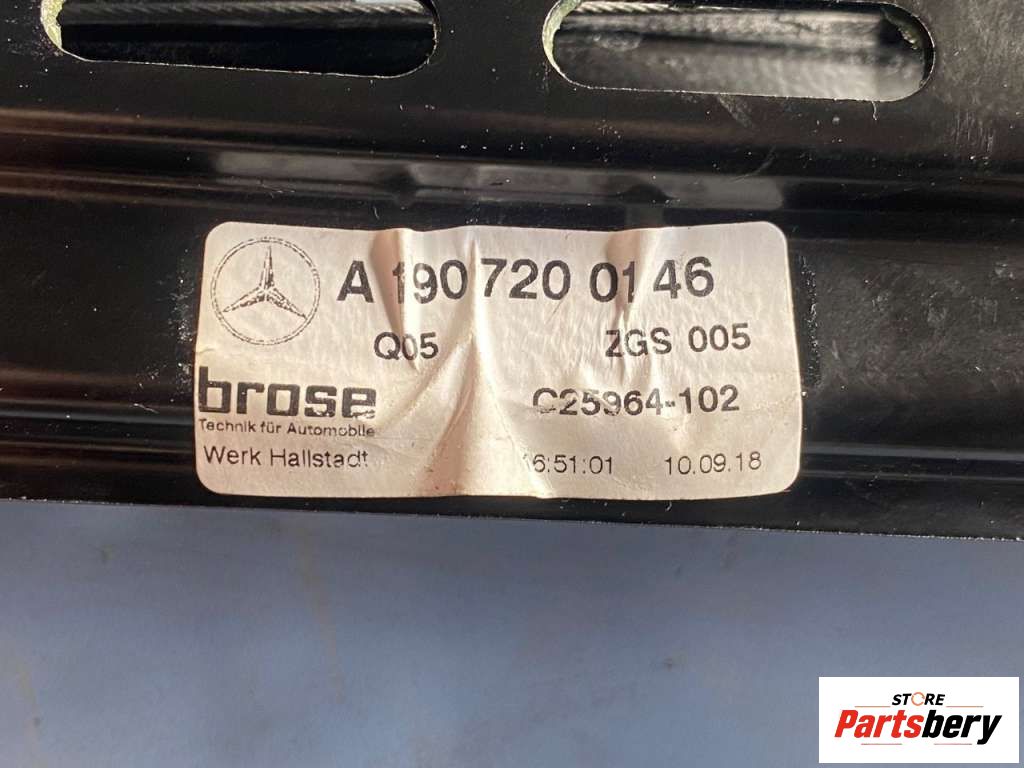 A 190 720 01 46
Q05 ZGS 005
brose C25964-102
Technik für Automobile
Werk Hallstadt 6:51:01 10.09.18
STORE
Partsbery